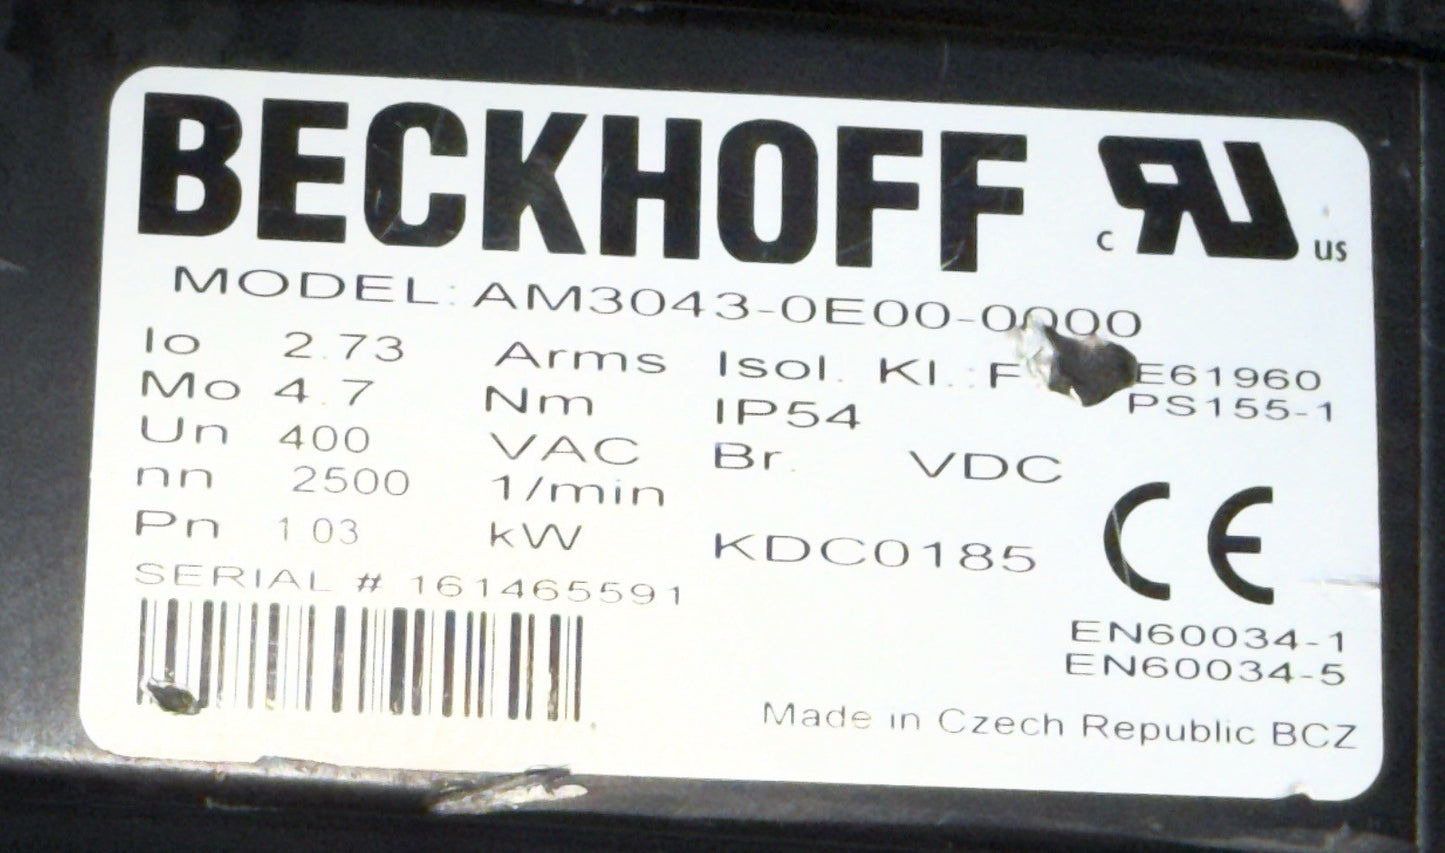 BECKHOFF
c RU us
MODEL: AM3043-0E00-0000
Io 2.73 Arms Isol. Kl.: F E61960
Mo 4.7 Nm IP54 PS155-1
Un 400 VAC Br. VDC
nn 2500 1/min
Pn 1.03 kW KDC0185 CE
SERIAL # 161465591
EN60034-1
EN60034-5
Made in Czech Republic BCZ